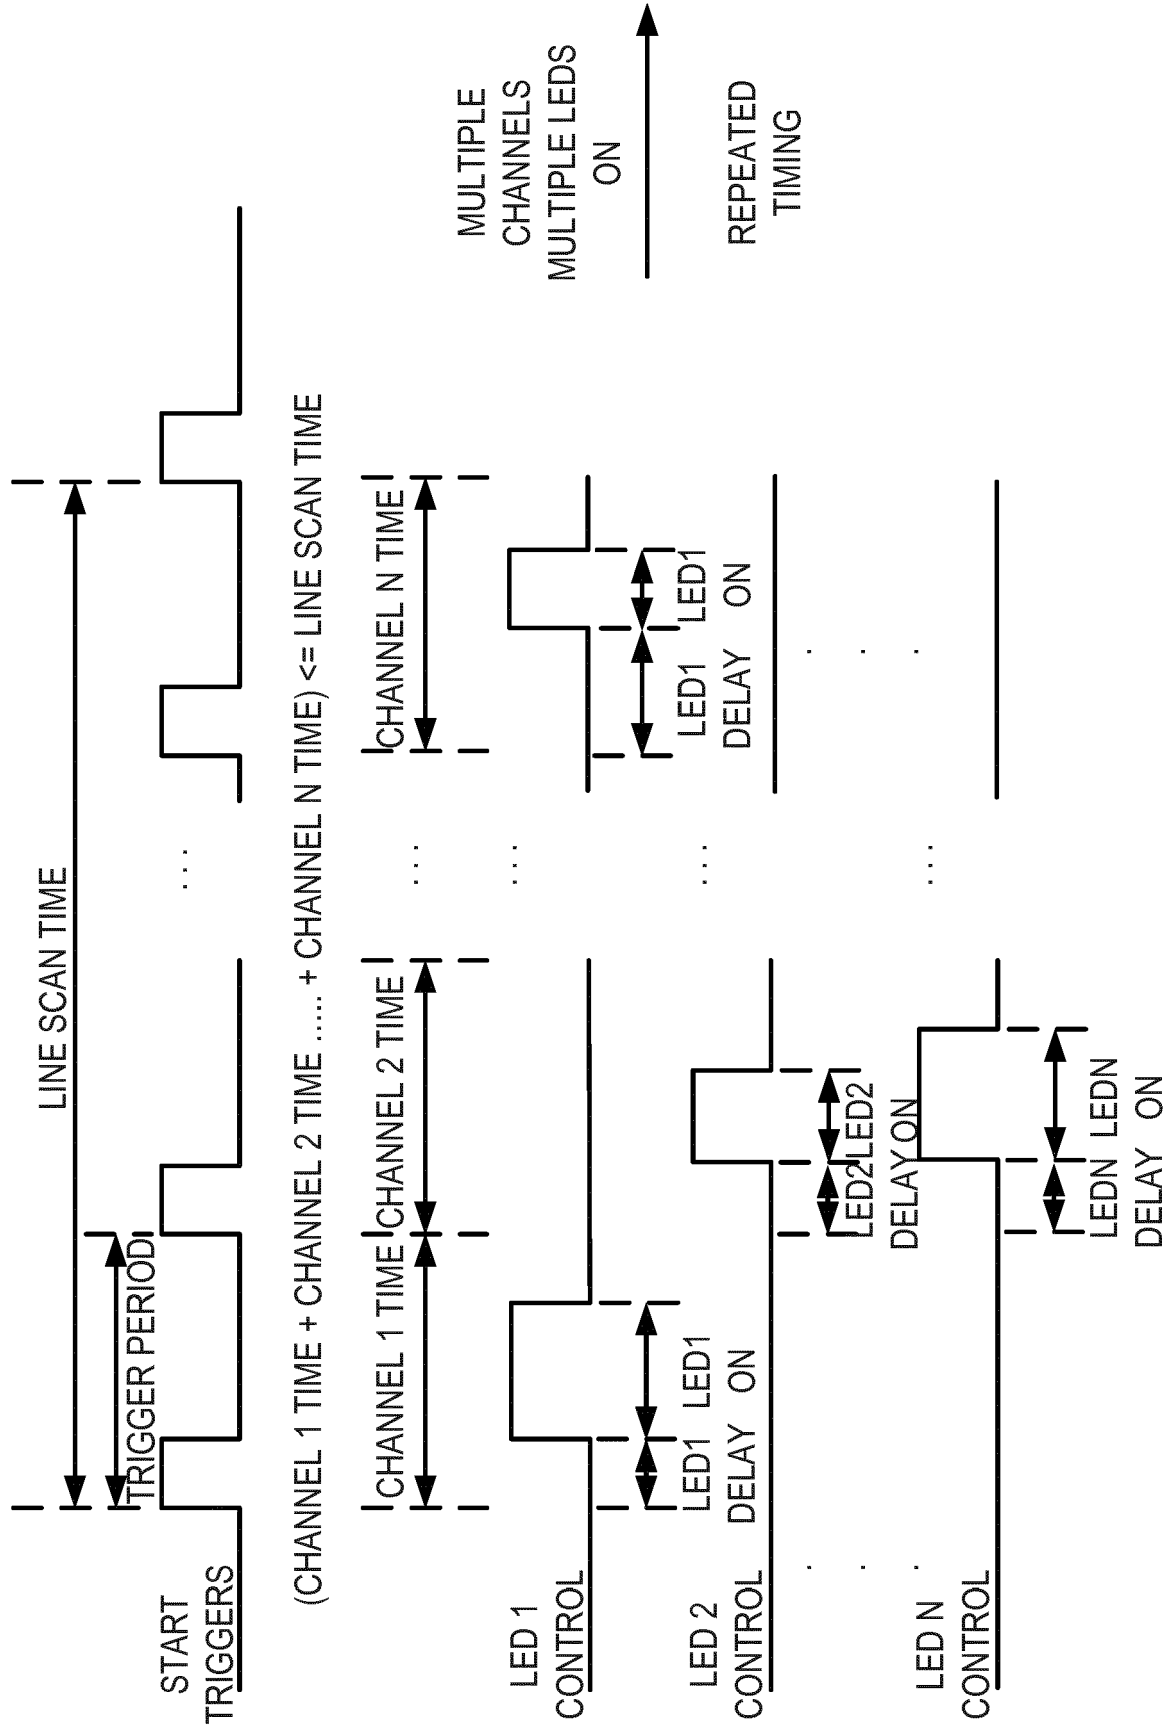 LINE SCAN TIME
TRIGGER PERIOD
START
TRIGGERS
...
(CHANNEL 1 TIME + CHANNEL 2 TIME ..... + CHANNEL N TIME) <= LINE SCAN TIME
CHANNEL 1 TIME CHANNEL 2 TIME ... CHANNEL N TIME
LED 1
CONTROL
...
LED1 LED1
DELAY ON
LED1 LED1
DELAY ON
LED 2
CONTROL
...
LED2 LED2
DELAY ON
LED N
CONTROL
...
LEDN LEDN
DELAY ON
MULTIPLE
CHANNELS
MULTIPLE LEDS
ON
REPEATED
TIMING